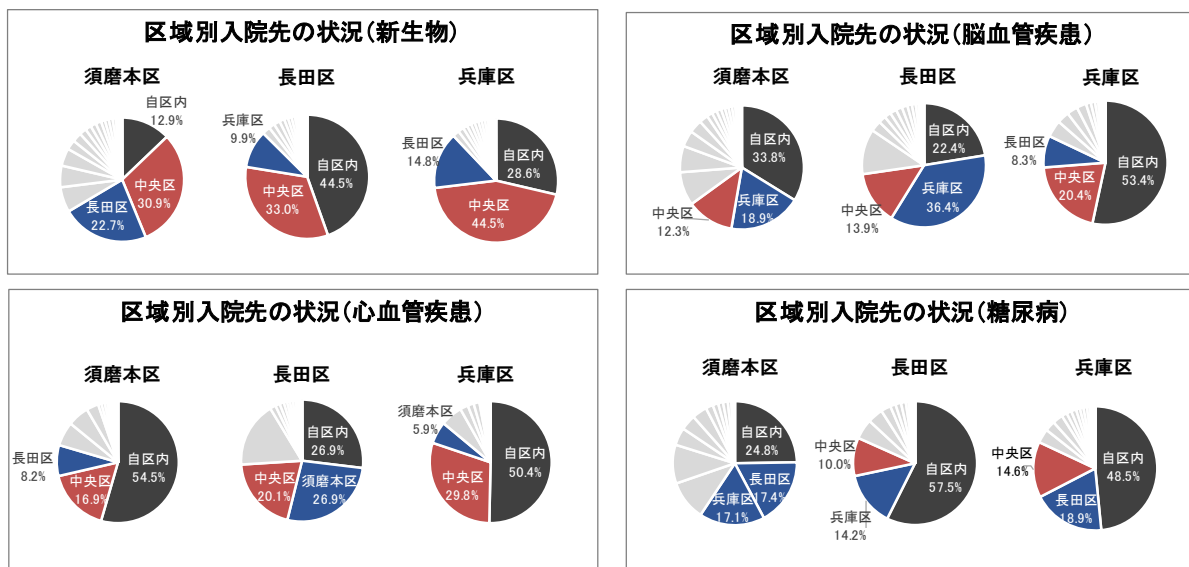 区域別入院先の状況(新生物)
須磨本区
自区内
12.9%
中央区
30.9%
長田区
22.7%
長田区
兵庫区
9.9%
自区内
44.5%
中央区
33.0%
兵庫区
長田区
14.8%
自区内
28.6%
中央区
44.5%
区域別入院先の状況(脳血管疾患)
須磨本区
自区内
33.8%
兵庫区
18.9%
中央区
12.3%
長田区
自区内
22.4%
兵庫区
36.4%
中央区
13.9%
兵庫区
長田区
8.3%
自区内
53.4%
中央区
20.4%
区域別入院先の状況(心血管疾患)
須磨本区
自区内
54.5%
長田区
8.2%
中央区
16.9%
長田区
自区内
26.9%
須磨本区
26.9%
中央区
20.1%
兵庫区
須磨本区
5.9%
自区内
50.4%
中央区
29.8%
区域別入院先の状況(糖尿病)
須磨本区
自区内
24.8%
長田区
17.4%
兵庫区
17.1%
長田区
中央区
10.0%
自区内
57.5%
兵庫区
14.2%
兵庫区
中央区
14.6%
自区内
48.5%
長田区
18.9%